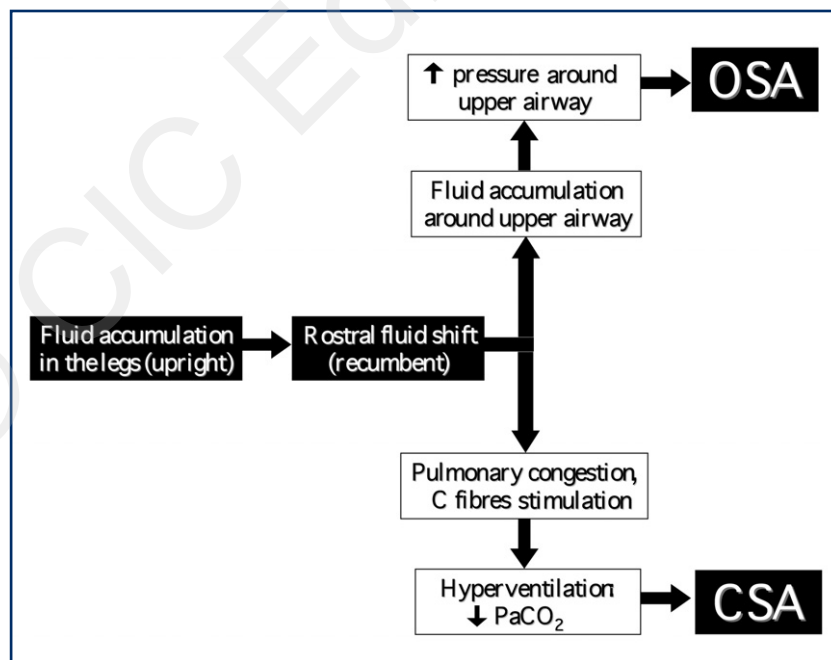 ↑ pressure around
upper airway
OSA
Fluid accumulation
around upper airway
Fluid accumulation
in the legs (upright)
Rostral fluid shift
(recumbent)
Pulmonary congestion,
C fibres stimulation
Hyperventilation:
↓ PaCO₂
CSA
CIC